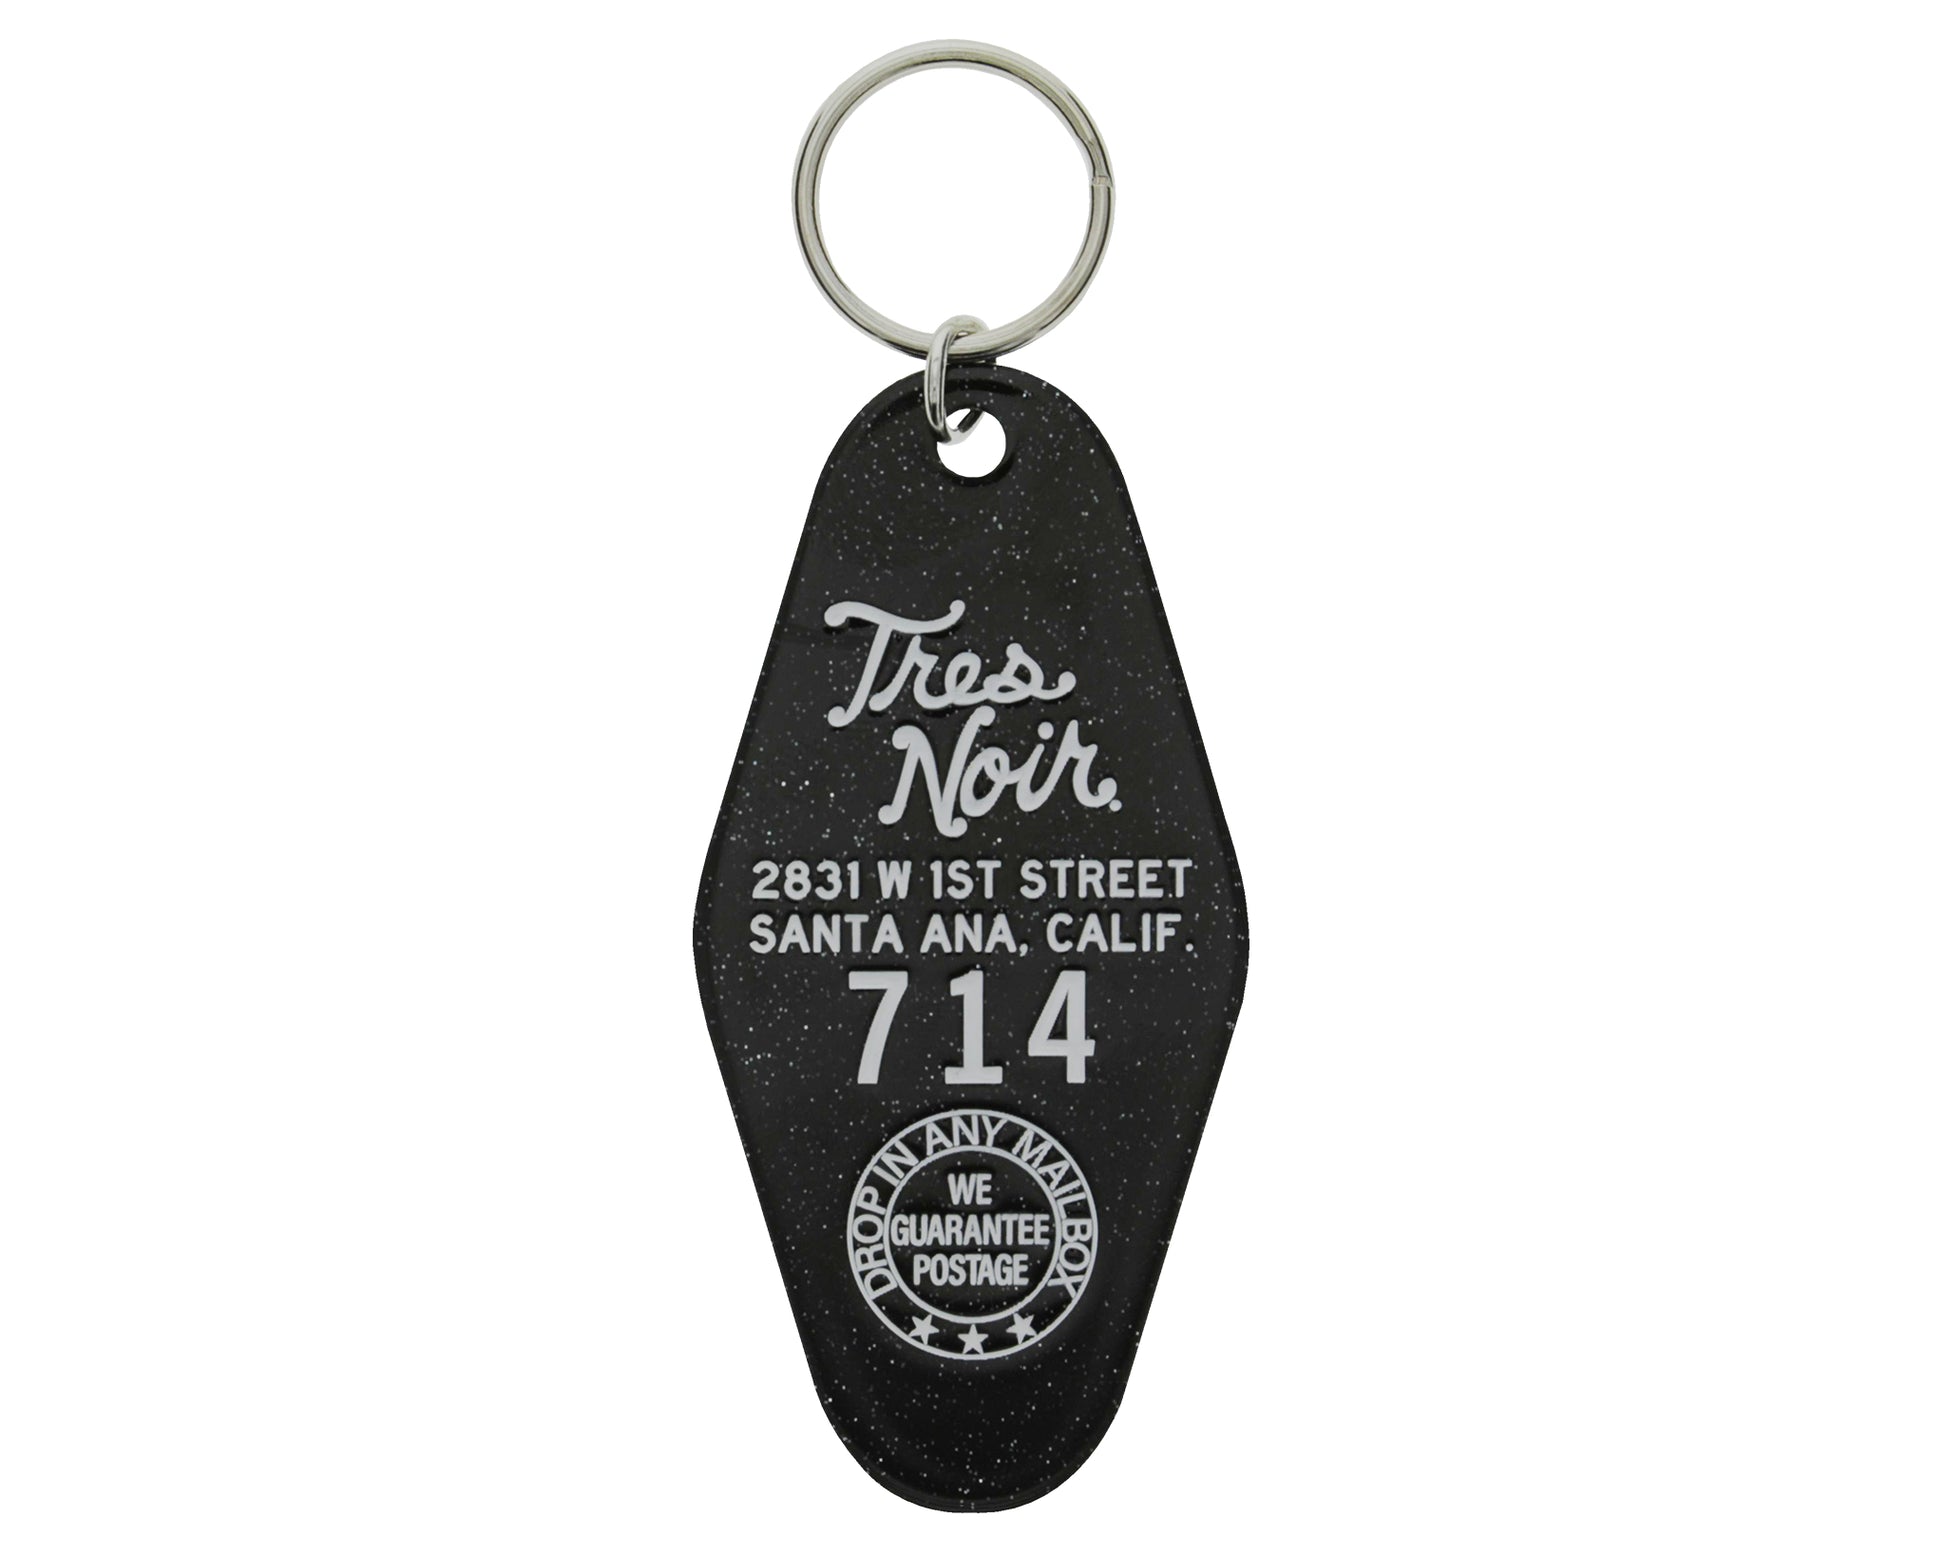 Tres
Noir.
2831 W 1ST STREET
SANTA ANA, CALIF.
714
DROP IN ANY MAILBOX
WE
GUARANTEE
POSTAGE